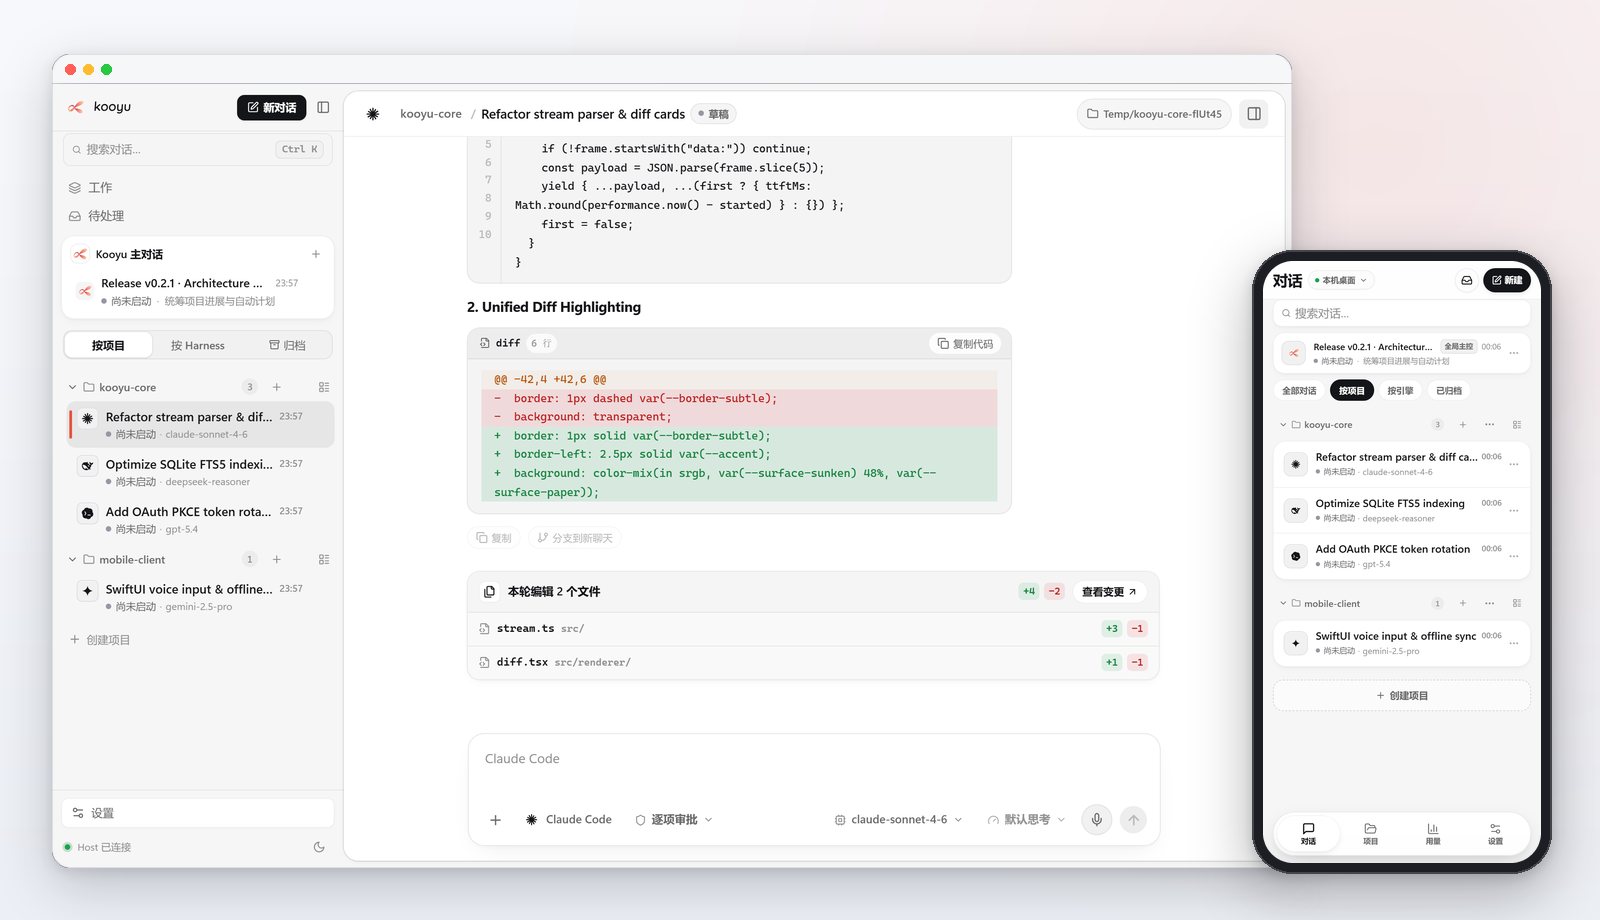 kooyu
新对话
搜索对话...
Ctrl K
工作
待处理
Kooyu 主对话
Release v0.2.1 · Architecture ...
23:57
尚未启动 · 统筹项目进展与自动计划
按项目
按 Harness
归档
kooyu-core
3
Refactor stream parser & dif...
23:57
尚未启动 · claude-sonnet-4-6
Optimize SQLite FTS5 indexi...
23:57
尚未启动 · deepseek-reasoner
Add OAuth PKCE token rota...
23:57
尚未启动 · gpt-5.4
mobile-client
1
SwiftUI voice input & offline...
23:57
尚未启动 · gemini-2.5-pro
创建项目
设置
Host 已连接
kooyu-core / Refactor stream parser & diff cards
草稿
Temp/kooyu-core-flUt45
5
6
7
8
9
10
if (!frame.startsWith("data:")) continue;
const payload = JSON.parse(frame.slice(5));
yield { ...payload, ...(first ? { ttftMs:
Math.round(performance.now() - started) } : {}) };
first = false;
}
}
2. Unified Diff Highlighting
diff
6 行
复制代码
@@ -42,4 +42,6 @@
- border: 1px dashed var(--border-subtle);
- background: transparent;
+ border: 1px solid var(--border-subtle);
+ border-left: 2.5px solid var(--accent);
+ background: color-mix(in srgb, var(--surface-sunken) 48%, var(--
surface-paper));
复制
分支到新聊天
本轮编辑 2 个文件
+4
-2
查看变更
stream.ts src/
+3
-1
diff.tsx src/renderer/
+1
-1
Claude Code
Claude Code
逐项审批
claude-sonnet-4-6
默认思考
对话
本机桌面
新建
搜索对话...
Release v0.2.1 · Architectur...
全局主控
00:06
尚未启动 · 统筹项目进展与自动计划
全部对话
按项目
按引擎
已归档
kooyu-core
3
Refactor stream parser & diff ca...
00:06
尚未启动 · claude-sonnet-4-6
Optimize SQLite FTS5 indexing
00:06
尚未启动 · deepseek-reasoner
Add OAuth PKCE token rotation
00:06
尚未启动 · gpt-5.4
mobile-client
1
SwiftUI voice input & offline sync
00:06
尚未启动 · gemini-2.5-pro
创建项目
对话
项目
用量
设置